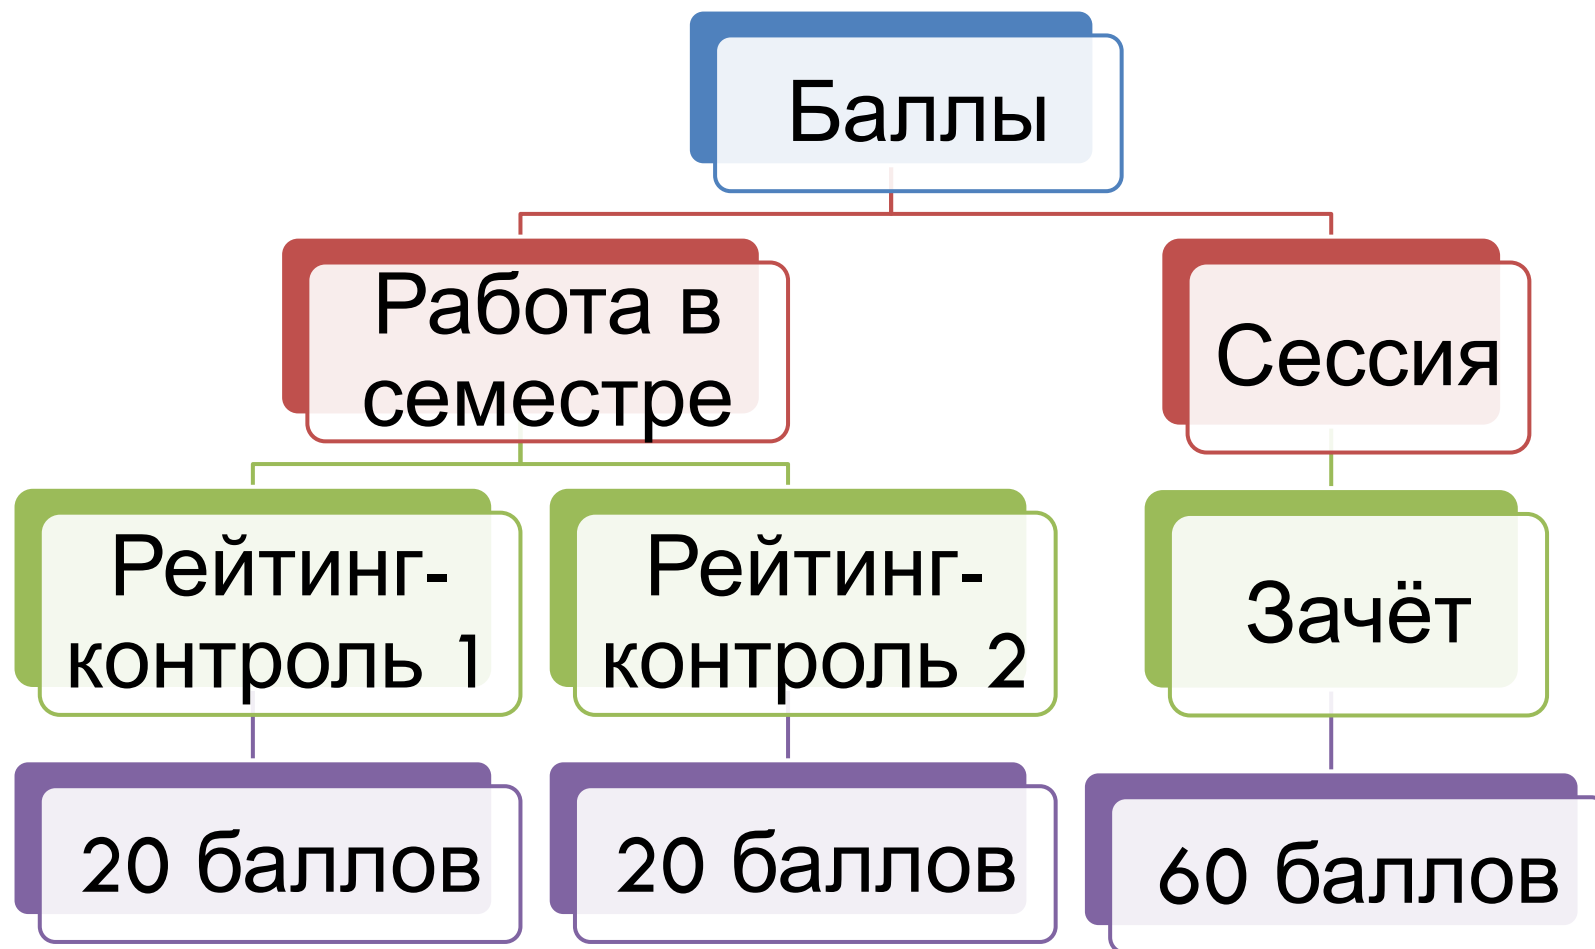 Баллы
Работа в
семестре
Сессия
Рейтинг-
контроль 1
Рейтинг-
контроль 2
Зачёт
20 баллов
20 баллов
60 баллов